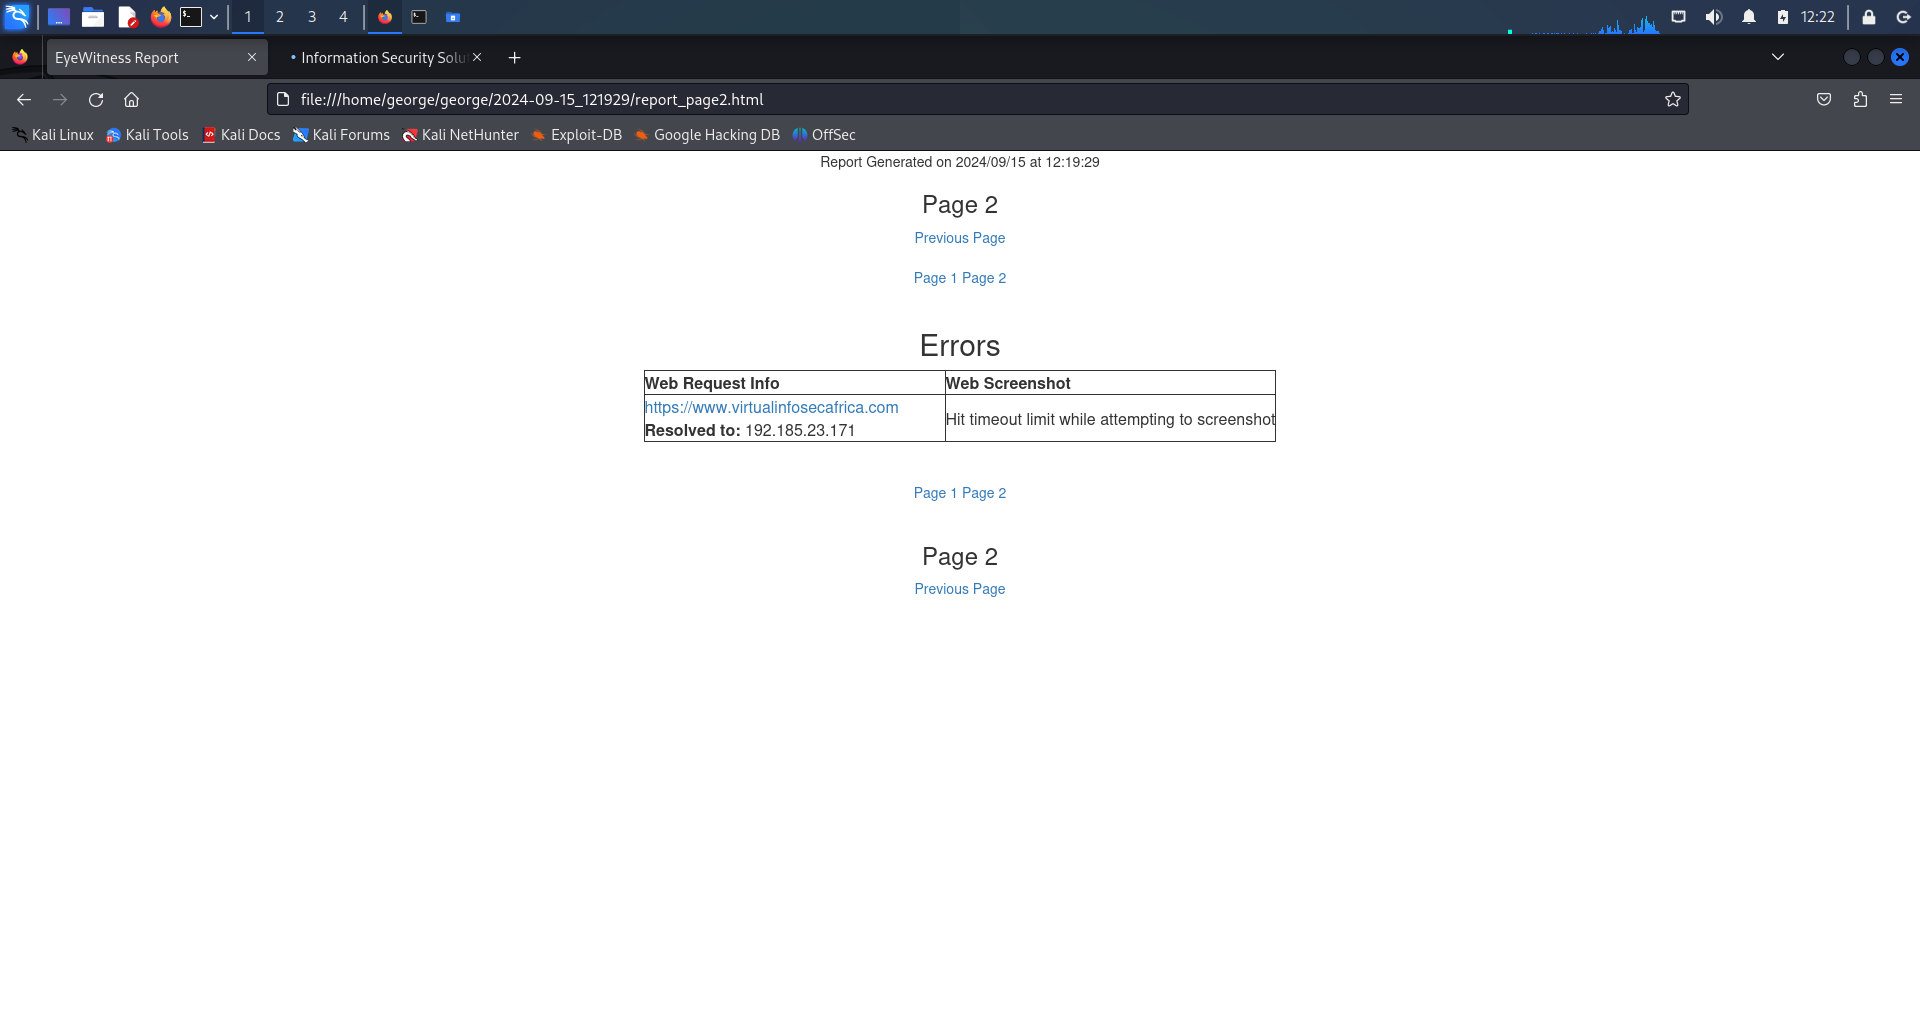 1 2 3 4 12:22
EyeWitness Report Information Security Solu
file:///home/george/george/2024-09-15_121929/report_page2.html
Kali Linux Kali Tools Kali Docs Kali Forums Kali NetHunter Exploit-DB Google Hacking DB OffSec
Report Generated on 2024/09/15 at 12:19:29
Page 2
Previous Page
Page 1 Page 2
Errors
Web Request Info Web Screenshot
https://www.virtualinfosecafrica.com
Hit timeout limit while attempting to screenshot
Resolved to: 192.185.23.171
Page 1 Page 2
Page 2
Previous Page